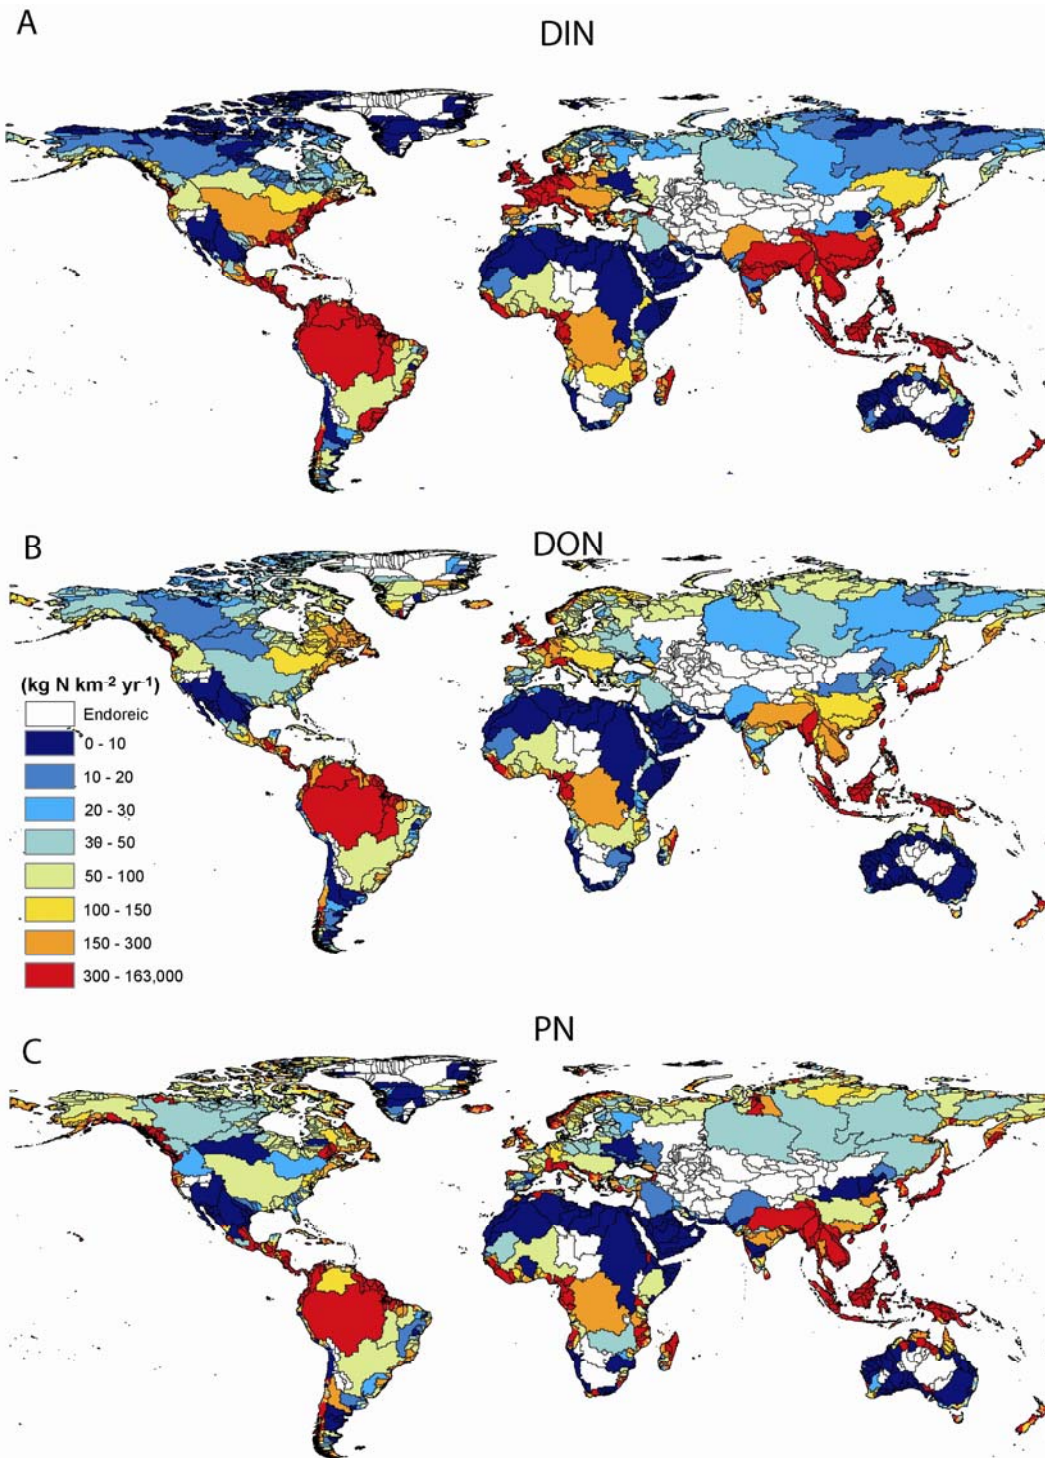 A
DIN
B
DON
(kg N km⁻² yr⁻¹)
Endoreic
0 - 10
10 - 20
20 - 30
30 - 50
50 - 100
100 - 150
150 - 300
300 - 163,000
C
PN